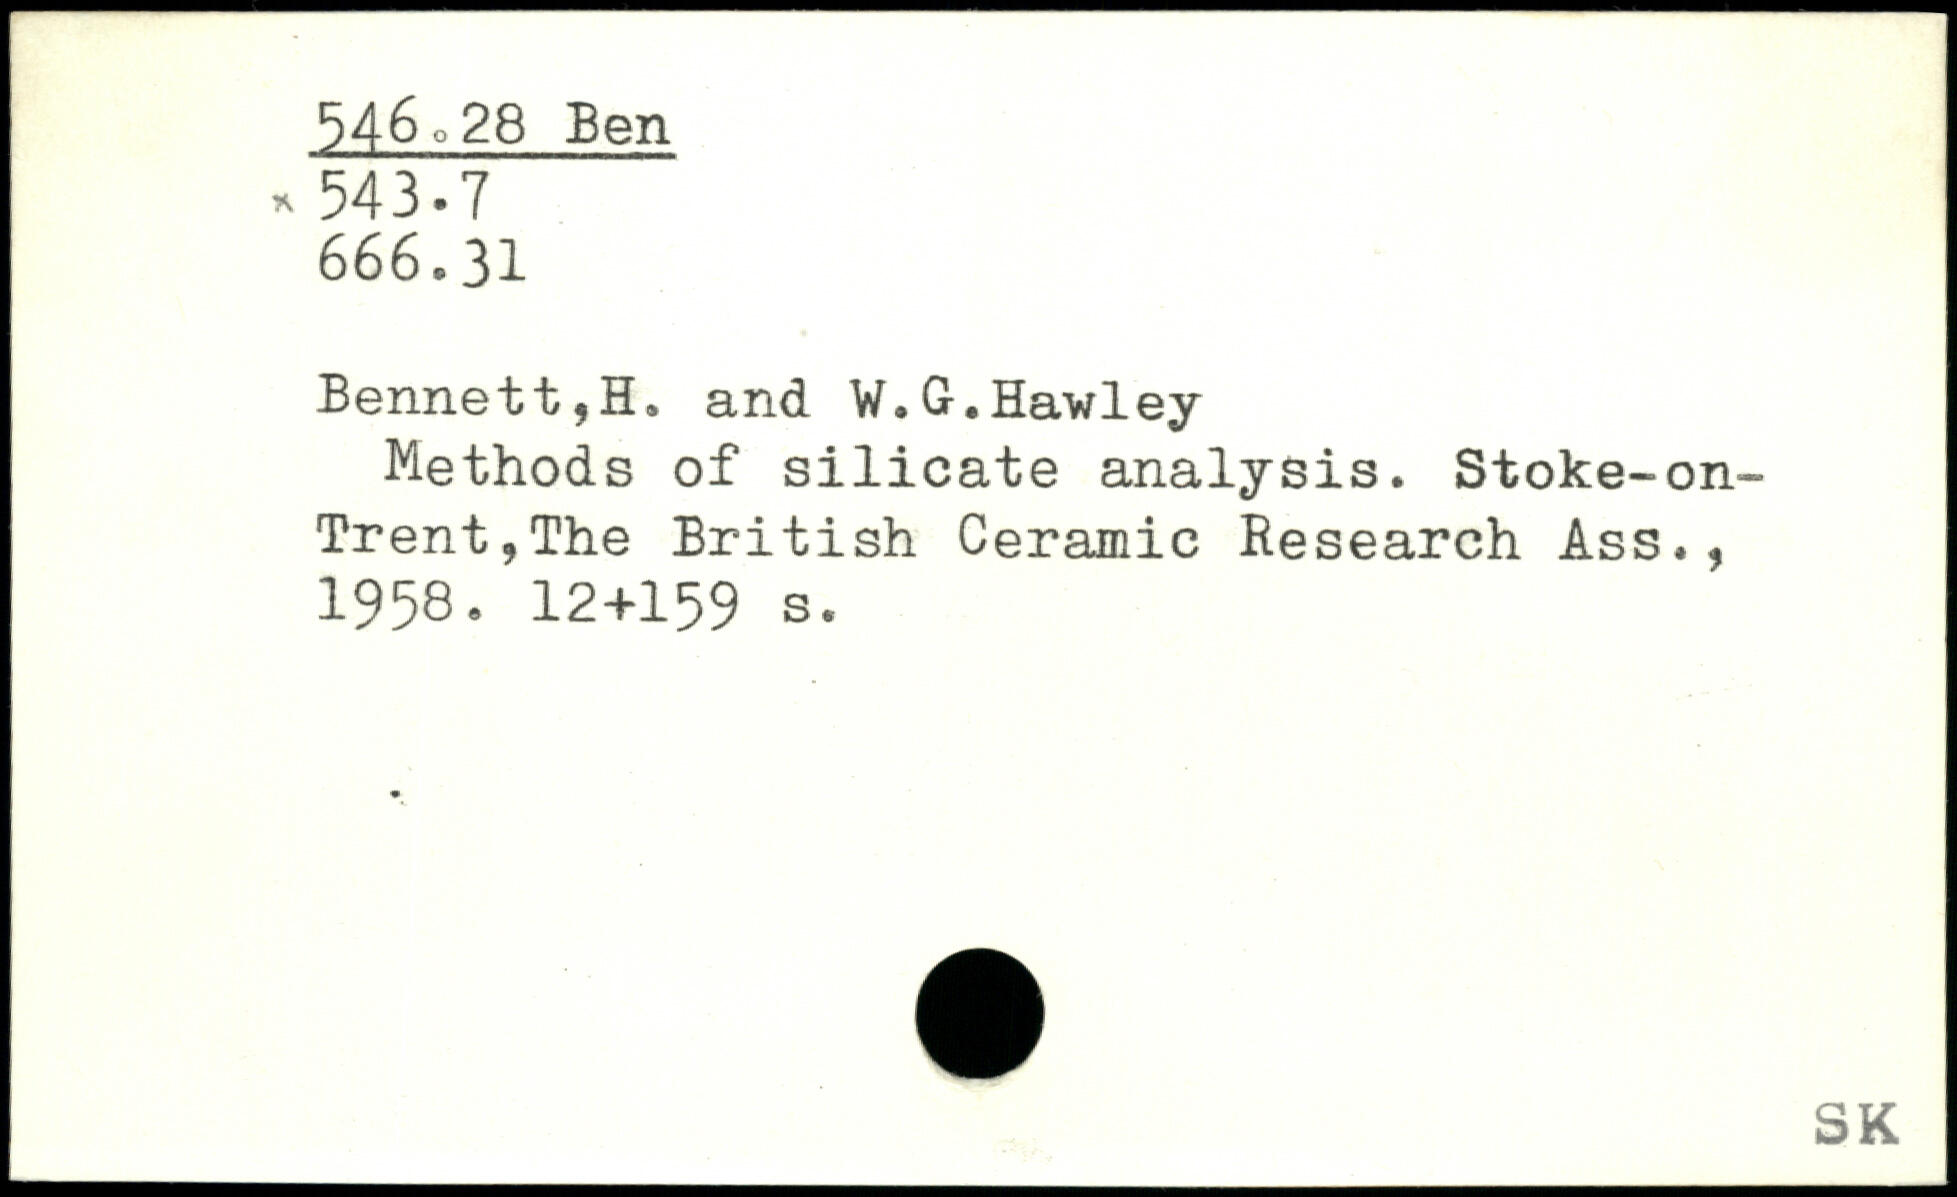 546.28 Ben
x 543.7
666.31
Bennett,H. and W.G.Hawley
Methods of silicate analysis. Stoke-on-
Trent,The British Ceramic Research Ass.,
1958. 12+159 s.
SK